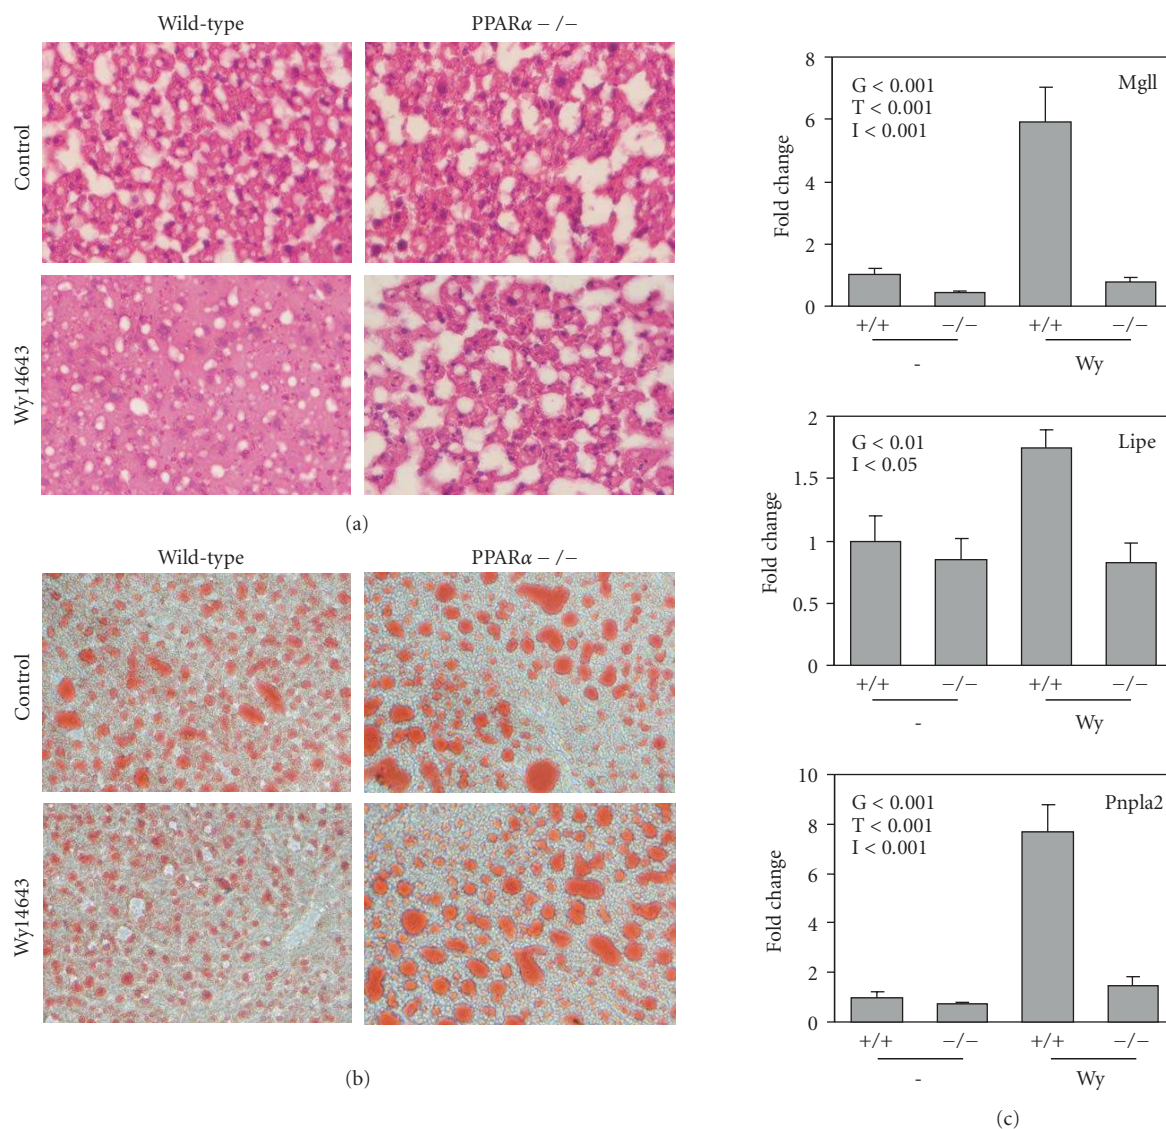 Wild-type
PPARα −/−
Control
Wy14643
(a)
Wild-type
PPARα −/−
Control
Wy14643
(b)
8
6
4
2
0
Fold change
G < 0.001
T < 0.001
I < 0.001
Mgll
+/+
−/−
+/+
−/−
-
Wy
2
1.5
1
0.5
0
Fold change
G < 0.01
I < 0.05
Lipe
+/+
−/−
+/+
−/−
-
Wy
10
8
6
4
2
0
Fold change
G < 0.001
T < 0.001
I < 0.001
Pnpla2
+/+
−/−
+/+
−/−
-
Wy
(c)